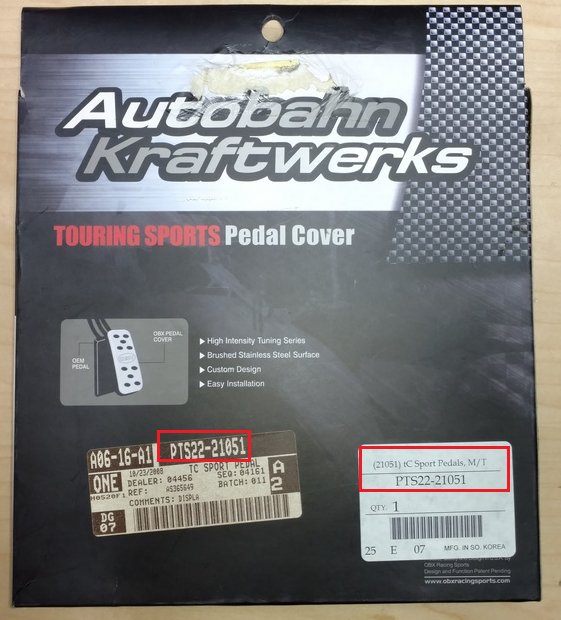 Autobahn
Kraftwerks
TOURING SPORTS Pedal Cover
OEM
PEDAL
OBX PEDAL
COVER
High Intensity Tuning Series
Brushed Stainless Steel Surface
Custom Design
Easy Installation
A06-16-A1 PTS22-21051
10/23/2008 TC SPORT PEDAL
ONE DEALER: 04456 SEQ: 04161 A
REF: AS365649 BATCH: 011 2
H0520F1 COMMENTS: DISPLA
DG
07
(21051) tC Sport Pedals, M/T
PTS22-21051
QTY. 1
25 E 07 MFG. IN SO. KOREA
OBX Racing Sports
Design and Function Patent Pending
www.obxracingsports.com